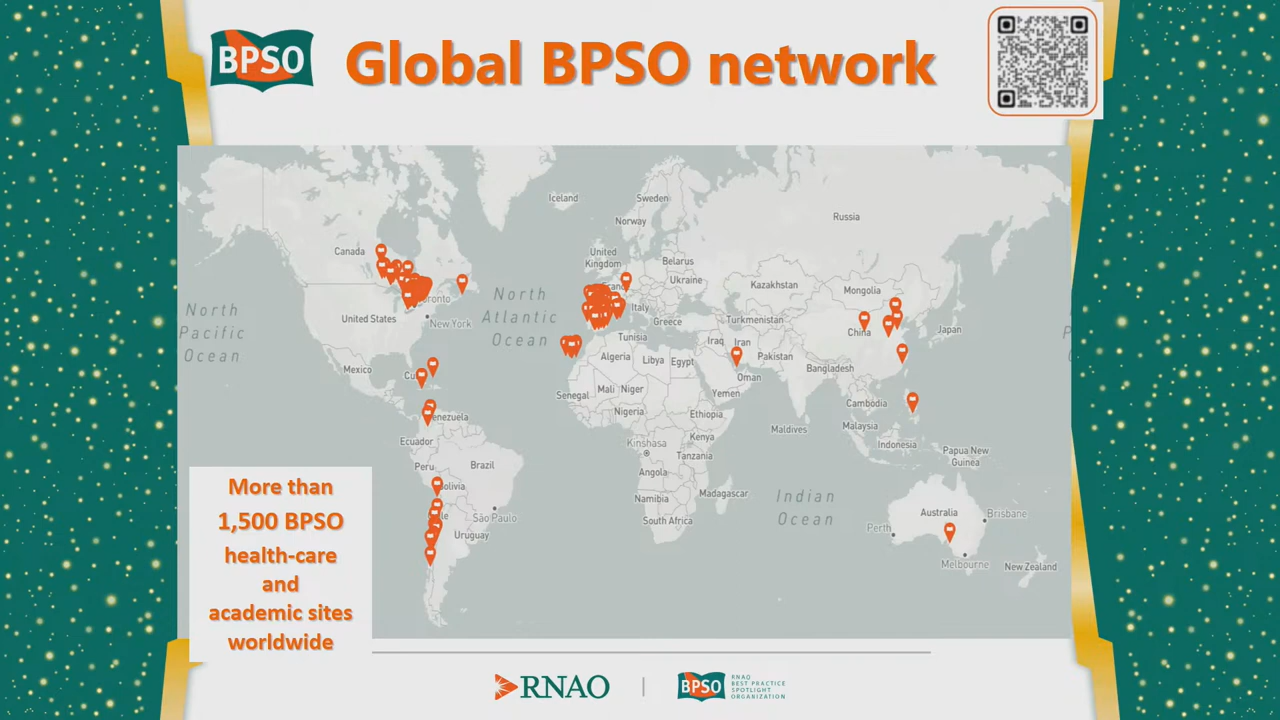 BPSO
Global BPSO network
Iceland
Sweden
Norway
Russia
Canada
United
Kingdom
Belarus
Ukraine
Kazakhstan
Mongolia
North
Pacific
Ocean
North
Atlantic
Ocean
United States
New York
Italy
Greece
Turkmenistan
China
Japan
Tunisia
Iraq
Iran
Pakistan
Mexico
Algeria
Libya
Egypt
Bangladesh
Oman
Senegal
Mali
Niger
Yemen
Cambodia
Nigeria
Ethiopia
Maldives
Malaysia
Ecuador
Kinshasa
Kenya
Indonesia
Papua New
Guinea
Peru
Brazil
Tanzania
Angola
Namibia
Madagascar
Indian
Ocean
São Paulo
South Africa
Uruguay
Australia
Brisbane
Perth
Melbourne
New Zealand
More than
1,500 BPSO
health-care
and
academic sites
worldwide
RNAO
BPSO
RNAO
BEST PRACTICE
SPOTLIGHT
ORGANIZATION